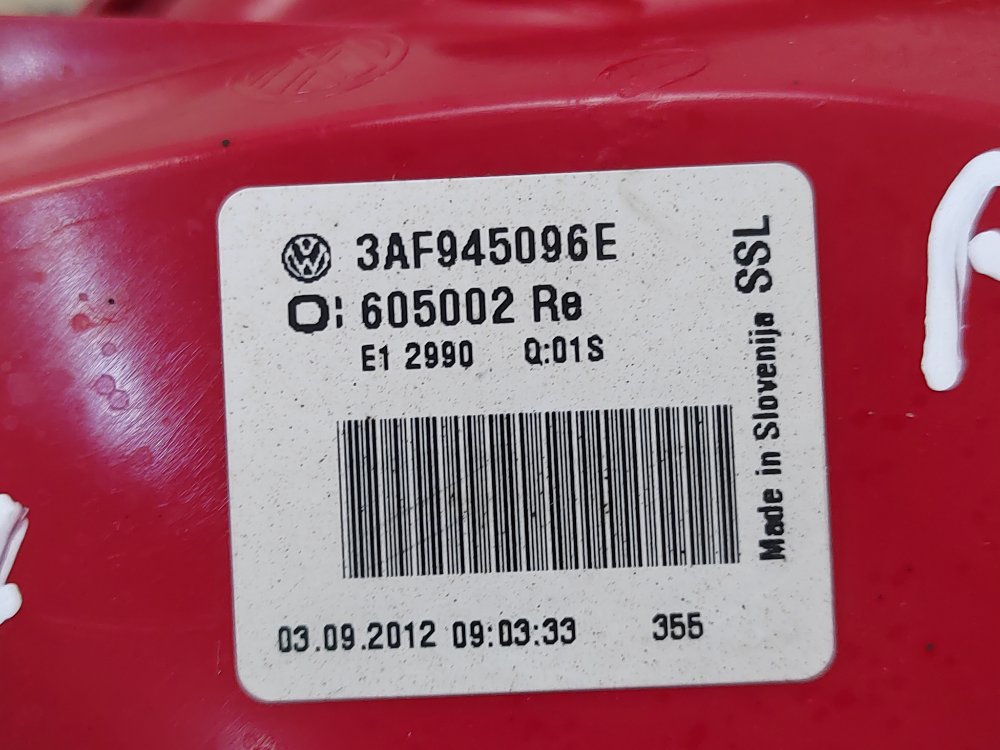 3AF945096E
O: 605002 Re
E1 2990 Q:01S
03.09.2012 09:03:33 355
Made in Slovenija SSL